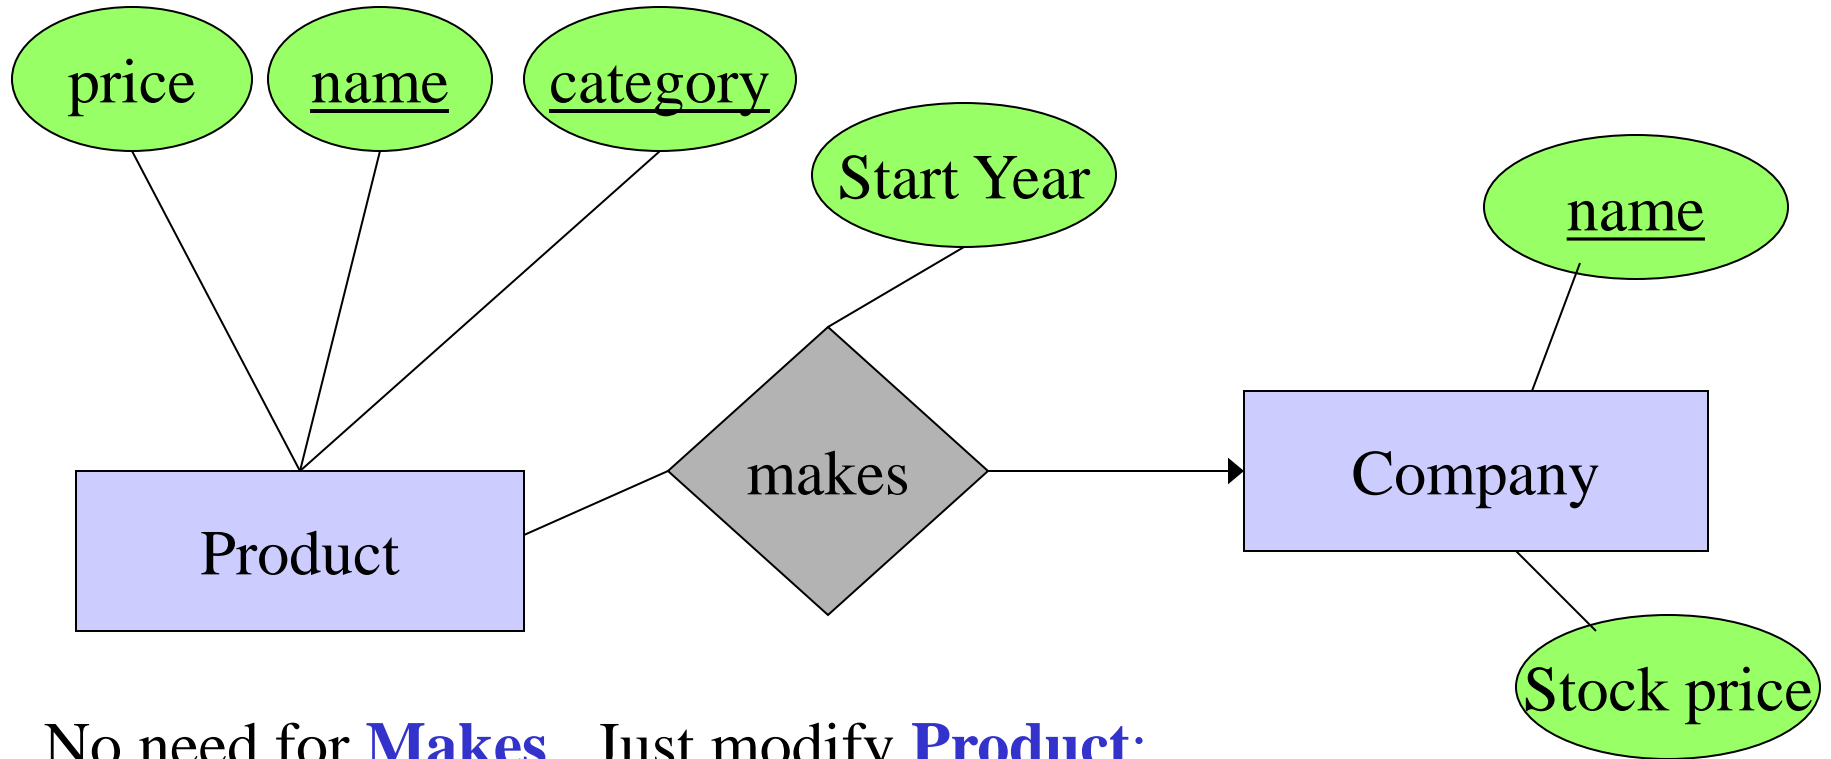 price
name
category
Start Year
name
makes
Company
Product
Stock price
No need for Makes. Just modify Product: